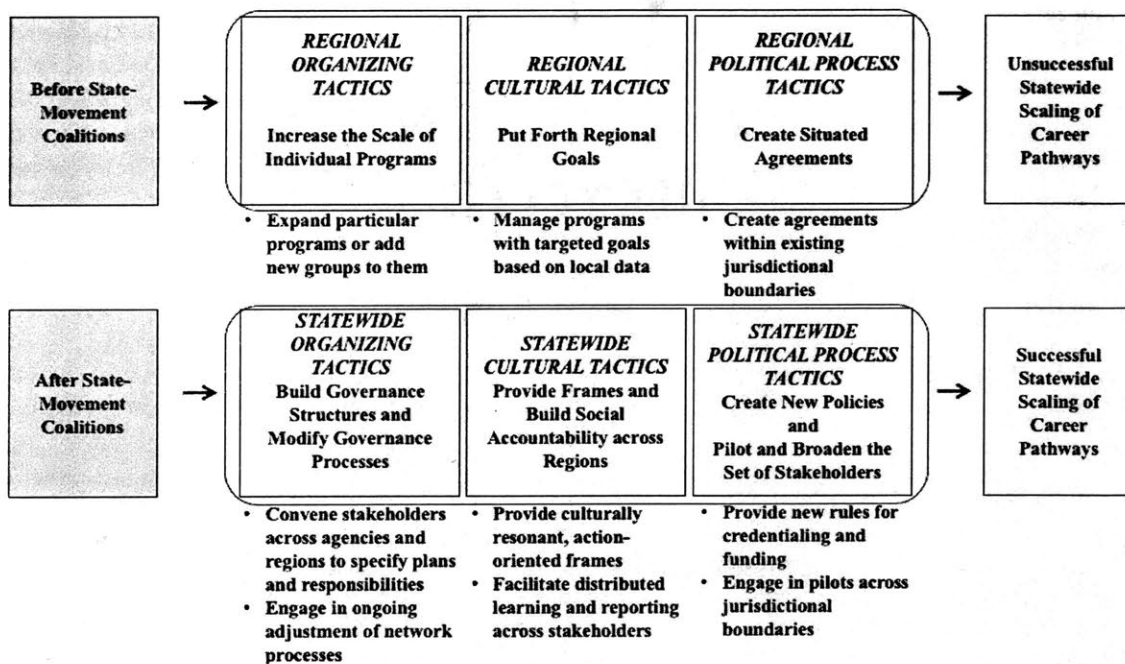 Before State-
Movement
Coalitions
REGIONAL
ORGANIZING
TACTICS
Increase the Scale of
Individual Programs
REGIONAL
CULTURAL TACTICS
Put Forth Regional
Goals
REGIONAL
POLITICAL PROCESS
TACTICS
Create Situated
Agreements
Unsuccessful
Statewide
Scaling of
Career
Pathways
• Expand particular
programs or add
new groups to them
• Manage programs
with targeted goals
based on local data
• Create agreements
within existing
jurisdictional
boundaries
After State-
Movement
Coalitions
STATEWIDE
ORGANIZING
TACTICS
Build Governance
Structures and
Modify Governance
Processes
STATEWIDE
CULTURAL TACTICS
Provide Frames and
Build Social
Accountability across
Regions
STATEWIDE
POLITICAL PROCESS
TACTICS
Create New Policies
and
Pilot and Broaden the
Set of Stakeholders
Successful
Statewide
Scaling of
Career
Pathways
• Convene stakeholders
across agencies and
regions to specify plans
and responsibilities
• Engage in ongoing
adjustment of network
processes
• Provide culturally
resonant, action-
oriented frames
• Facilitate distributed
learning and reporting
across stakeholders
• Provide new rules for
credentialing and
funding
• Engage in pilots across
jurisdictional
boundaries